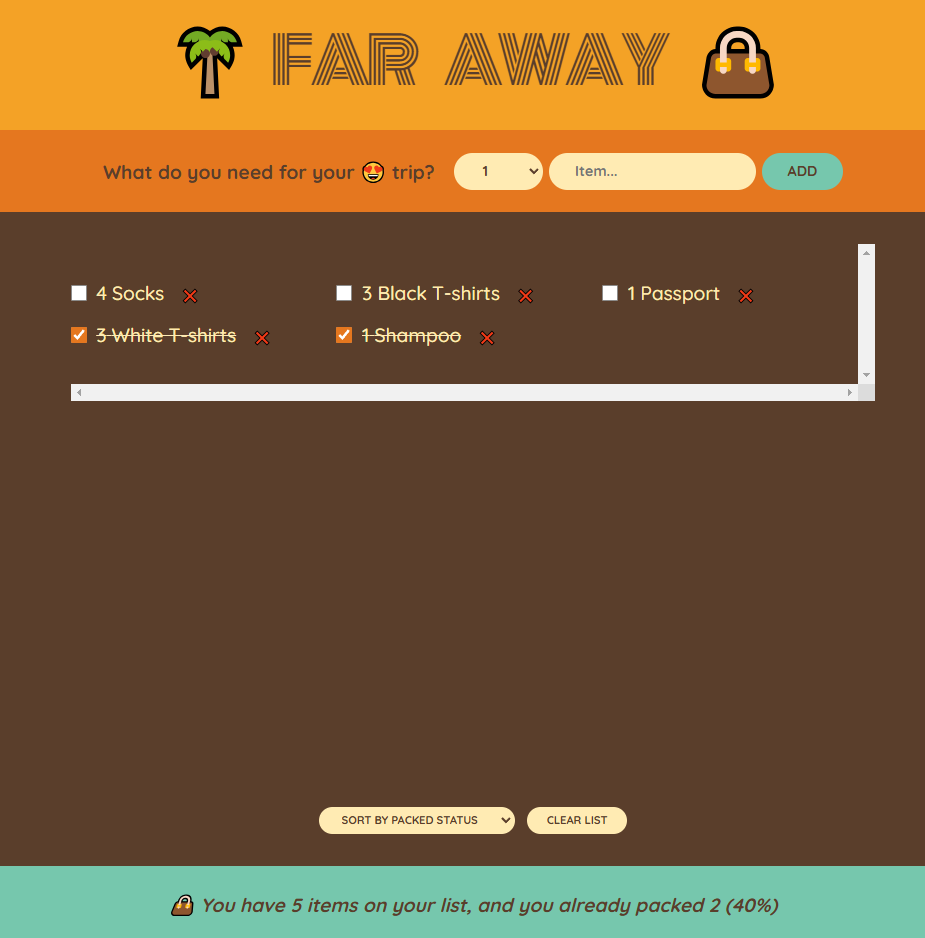 FAR AWAY
What do you need for your 😍 trip? 1 Item... ADD
4 Socks ❌ 3 Black T-shirts ❌ 1 Passport ❌
3 White T-shirts ❌ 1 Shampoo ❌
SORT BY PACKED STATUS CLEAR LIST
You have 5 items on your list, and you already packed 2 (40%)